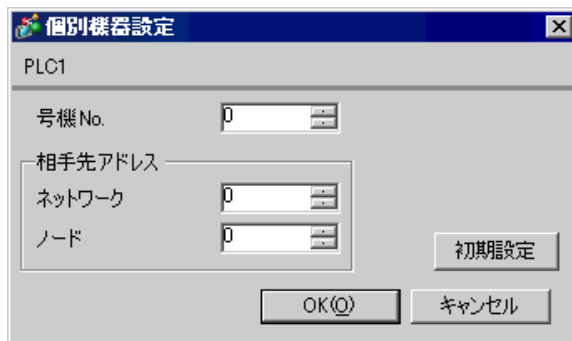 個別機器設定
PLC1
号機No.
0
相手先アドレス
ネットワーク
0
ノード
0
初期設定
OK(O)
キャンセル